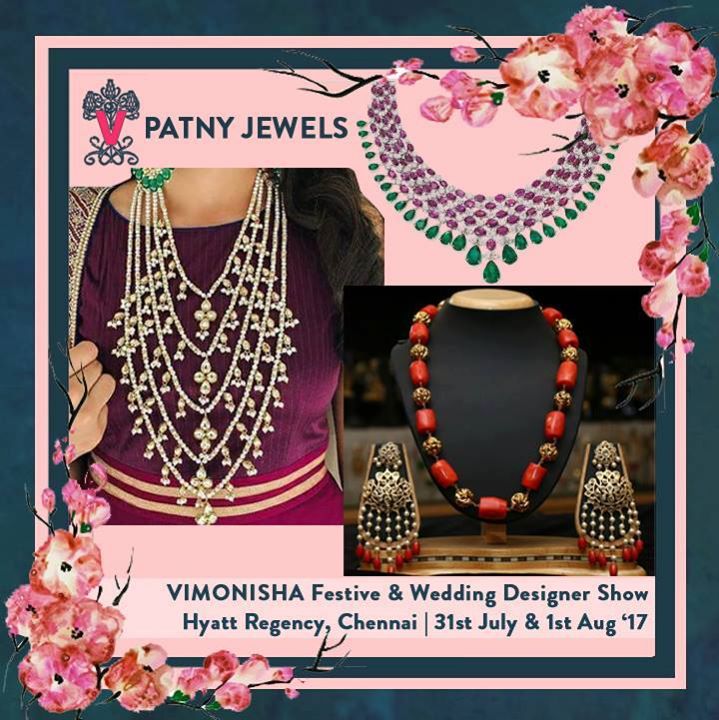 V PATNY JEWELS
VIMONISHA Festive & Wedding Designer Show
Hyatt Regency, Chennai | 31st July & 1st Aug ‘17